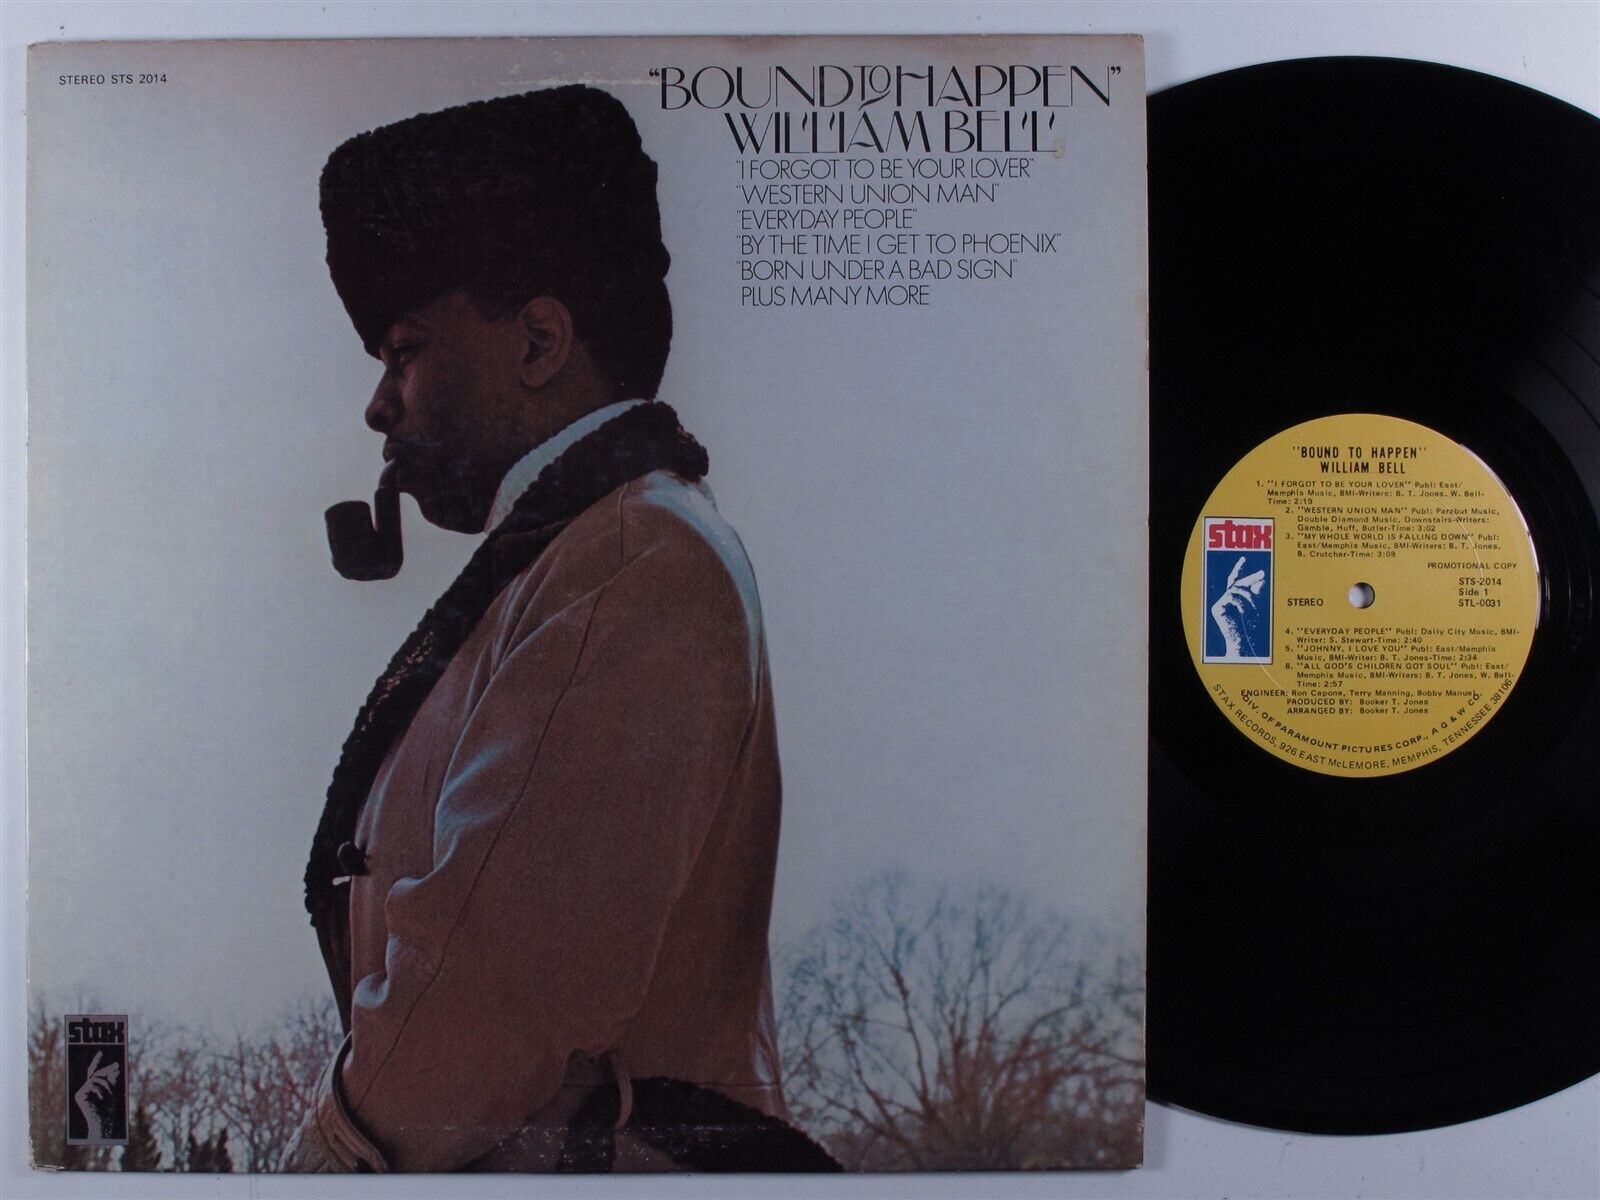 STEREO STS 2014
"BOUND TO HAPPEN"
WILLIAM BELL
"I FORGOT TO BE YOUR LOVER"
"WESTERN UNION MAN"
"EVERYDAY PEOPLE"
"BY THE TIME I GET TO PHOENIX"
"BORN UNDER A BAD SIGN"
PLUS MANY MORE
stax
"BOUND TO HAPPEN"
WILLIAM BELL
1. "I FORGOT TO BE YOUR LOVER" Publ: East/
Memphis Music, BMI-Writers: B. T. Jones, W. Bell-
Time: 2:19
2. "WESTERN UNION MAN" Publ: Parabut Music,
Double Diamond Music, Downstairs-Writers:
Gamble, Huff, Butler-Time: 3:02
3. "MY WHOLE WORLD IS FALLING DOWN" Publ:
East/Memphis Music, BMI-Writers: B. T. Jones,
B. Crutcher-Time: 3:08
PROMOTIONAL COPY
stax
STEREO
STS-2014
Side 1
STL-0031
4. "EVERYDAY PEOPLE" Publ: Daily City Music, BMI-
Writer: S. Stewart-Time: 2:40
5. "JOHNNY, I LOVE YOU" Publ: East/Memphis
Music, BMI-Writer: B. T. Jones-Time: 2:34
6. "ALL GOD'S CHILDREN GOT SOUL" Publ: East/
Memphis Music, BMI-Writers: B. T. Jones, W. Bell-
Time: 2:57
ENGINEER: Ron Capone, Terry Manning, Bobby Manuel
PRODUCED BY: Booker T. Jones
ARRANGED BY: Booker T. Jones
DIV. OF PARAMOUNT PICTURES CORP., A G & W CO.
STAX RECORDS, 926 EAST McLEMORE, MEMPHIS, TENNESSEE 38106